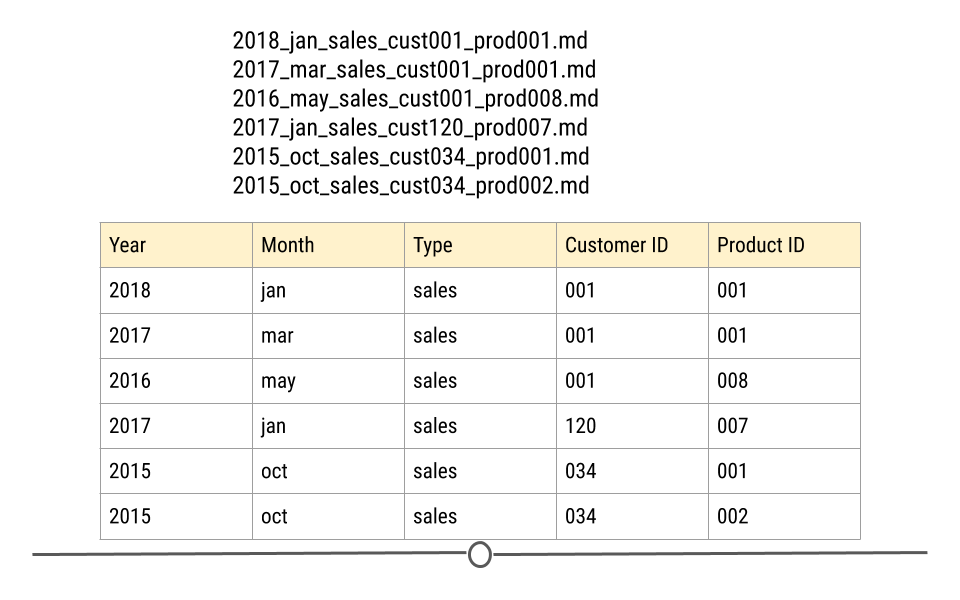 2018_jan_sales_cust001_prod001.md
2017_mar_sales_cust001_prod001.md
2016_may_sales_cust001_prod008.md
2017_jan_sales_cust120_prod007.md
2015_oct_sales_cust034_prod001.md
2015_oct_sales_cust034_prod002.md
Year Month Type Customer ID Product ID
2018 jan sales 001 001
2017 mar sales 001 001
2016 may sales 001 008
2017 jan sales 120 007
2015 oct sales 034 001
2015 oct sales 034 002